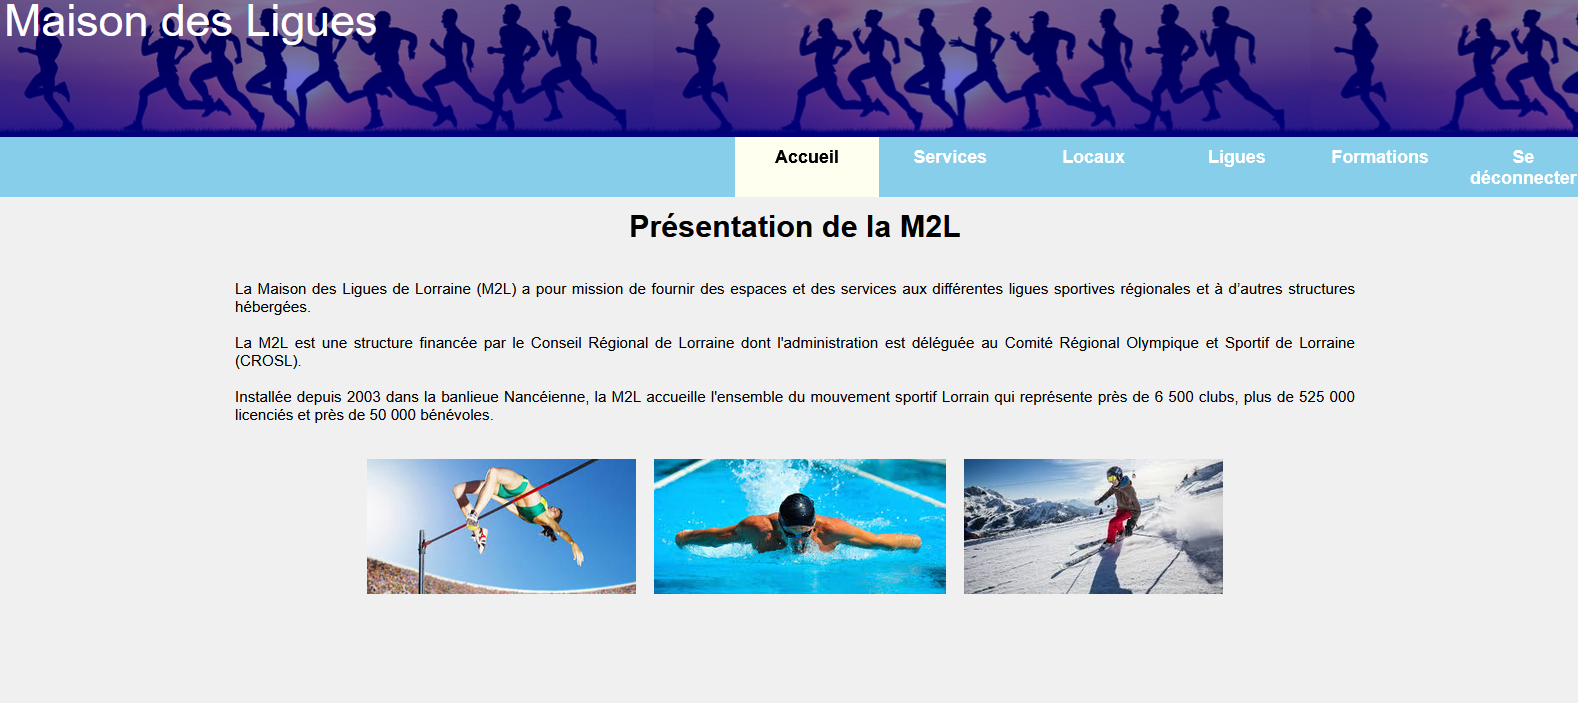 Maison des Ligues
Accueil Services Locaux Ligues Formations Se
déconnecter
Présentation de la M2L
La Maison des Ligues de Lorraine (M2L) a pour mission de fournir des espaces et des services aux différentes ligues sportives régionales et à d’autres structures
hébergées.
La M2L est une structure financée par le Conseil Régional de Lorraine dont l'administration est déléguée au Comité Régional Olympique et Sportif de Lorraine
(CROSL).
Installée depuis 2003 dans la banlieue Nancéienne, la M2L accueille l'ensemble du mouvement sportif Lorrain qui représente près de 6 500 clubs, plus de 525 000
licenciés et près de 50 000 bénévoles.